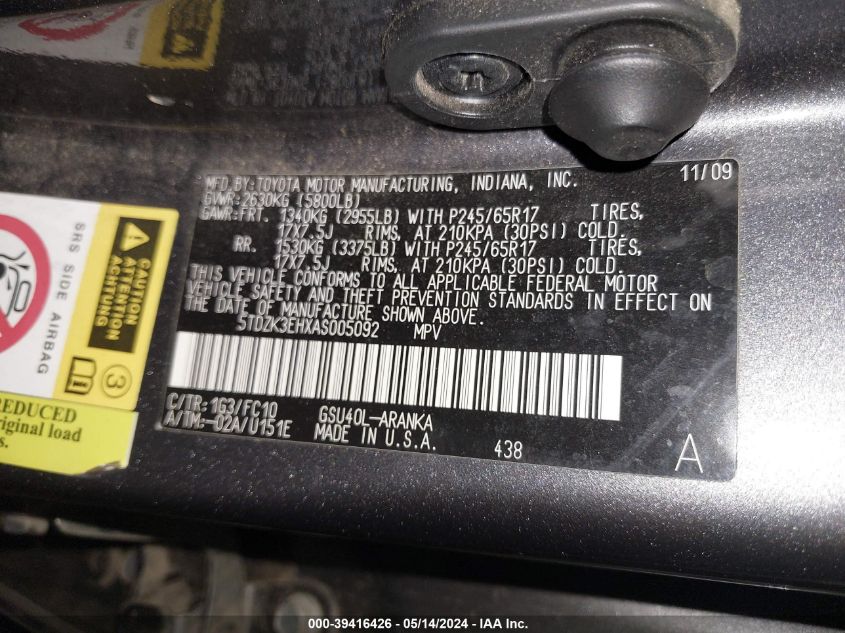 MFD.BY:TOYOTA MOTOR MANUFACTURING, INDIANA, INC. 11/09
GVWR:2630KG (5800LB)
GAWR:FRT. 1340KG (2955LB) WITH P245/65R17 TIRES,
17X7.5J RIMS, AT 210KPA (30PSI) COLD.
RR. 1530KG (3375LB) WITH P245/65R17 TIRES,
17X7.5J RIMS, AT 210KPA (30PSI) COLD.
THIS VEHICLE CONFORMS TO ALL APPLICABLE FEDERAL MOTOR
VEHICLE SAFETY AND THEFT PREVENTION STANDARDS IN EFFECT ON
THE DATE OF MANUFACTURE SHOWN ABOVE.
5TDZK3EHXAS005092 MPV
C/TR:1G3/FC10 GSU40L-ARANKA
A/TM:-02A/U151E MADE IN U.S.A. 438 A
SRS SIDE AIRBAG
CAUTION
ATTENTION
ACHTUNG
3
REDUCED
original load
000-39416426 - 05/14/2024 - IAA Inc.